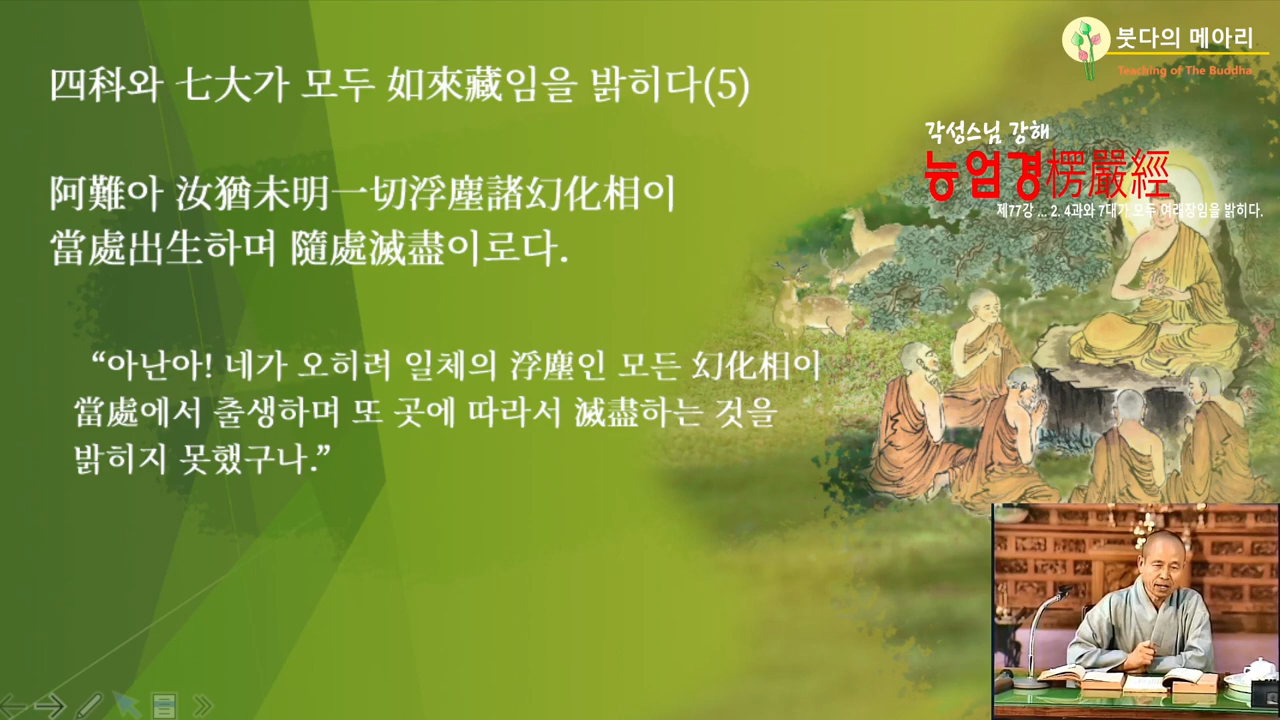 四科와 七大가 모두 如來藏임을 밝히다(5)
阿難아 汝猶未明一切浮塵諸幻化相이
當處出生하며 隨處滅盡이로다.
“아난아! 네가 오히려 일체의 浮塵인 모든 幻化相이
當處에서 출생하며 또 곳에 따라서 滅盡하는 것을
밝히지 못했구나.”
붓다의 메아리
Teaching of The Buddha
각성스님 강해
능엄경楞嚴經
제77강 ... 2. 4과와 7대가 모두 여래장임을 밝히다.